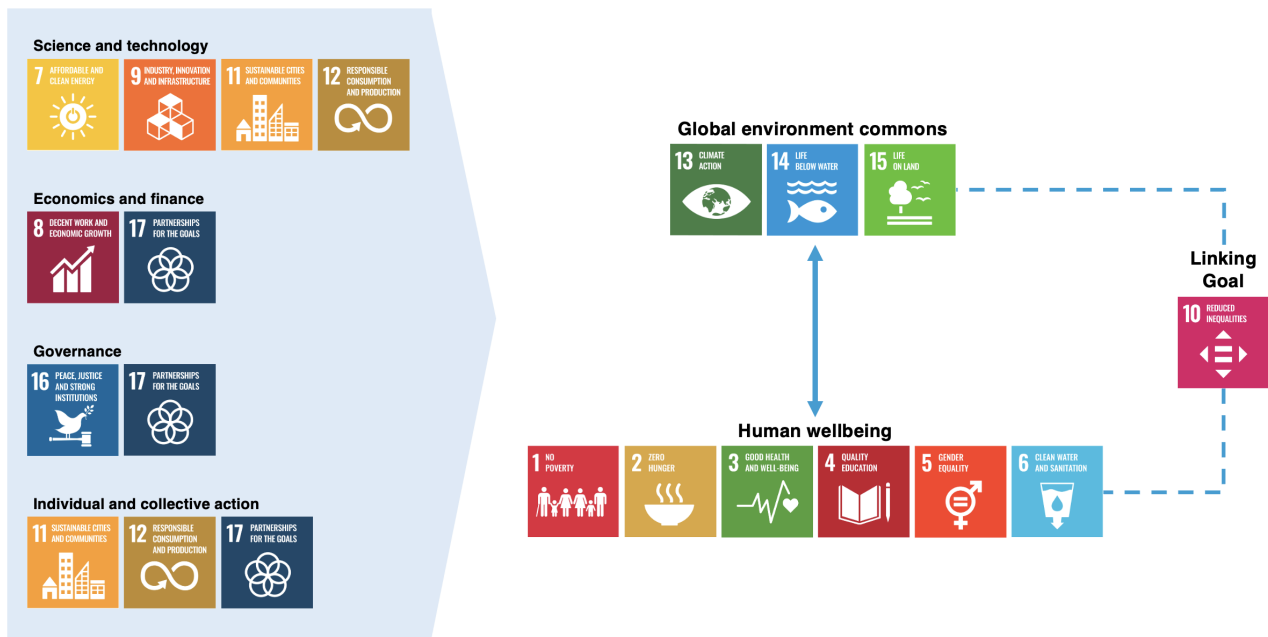 Science and technology
7 AFFORDABLE AND
CLEAN ENERGY
9 INDUSTRY, INNOVATION
AND INFRASTRUCTURE
11 SUSTAINABLE CITIES
AND COMMUNITIES
12 RESPONSIBLE
CONSUMPTION
AND PRODUCTION
Economics and finance
8 DECENT WORK AND
ECONOMIC GROWTH
17 PARTNERSHIPS
FOR THE GOALS
Governance
16 PEACE, JUSTICE
AND STRONG
INSTITUTIONS
17 PARTNERSHIPS
FOR THE GOALS
Individual and collective action
11 SUSTAINABLE CITIES
AND COMMUNITIES
12 RESPONSIBLE
CONSUMPTION
AND PRODUCTION
17 PARTNERSHIPS
FOR THE GOALS
Global environment commons
13 CLIMATE
ACTION
14 LIFE
BELOW WATER
15 LIFE
ON LAND
Linking
Goal
10 REDUCED
INEQUALITIES
Human wellbeing
1 NO
POVERTY
2 ZERO
HUNGER
3 GOOD HEALTH
AND WELL-BEING
4 QUALITY
EDUCATION
5 GENDER
EQUALITY
6 CLEAN WATER
AND SANITATION